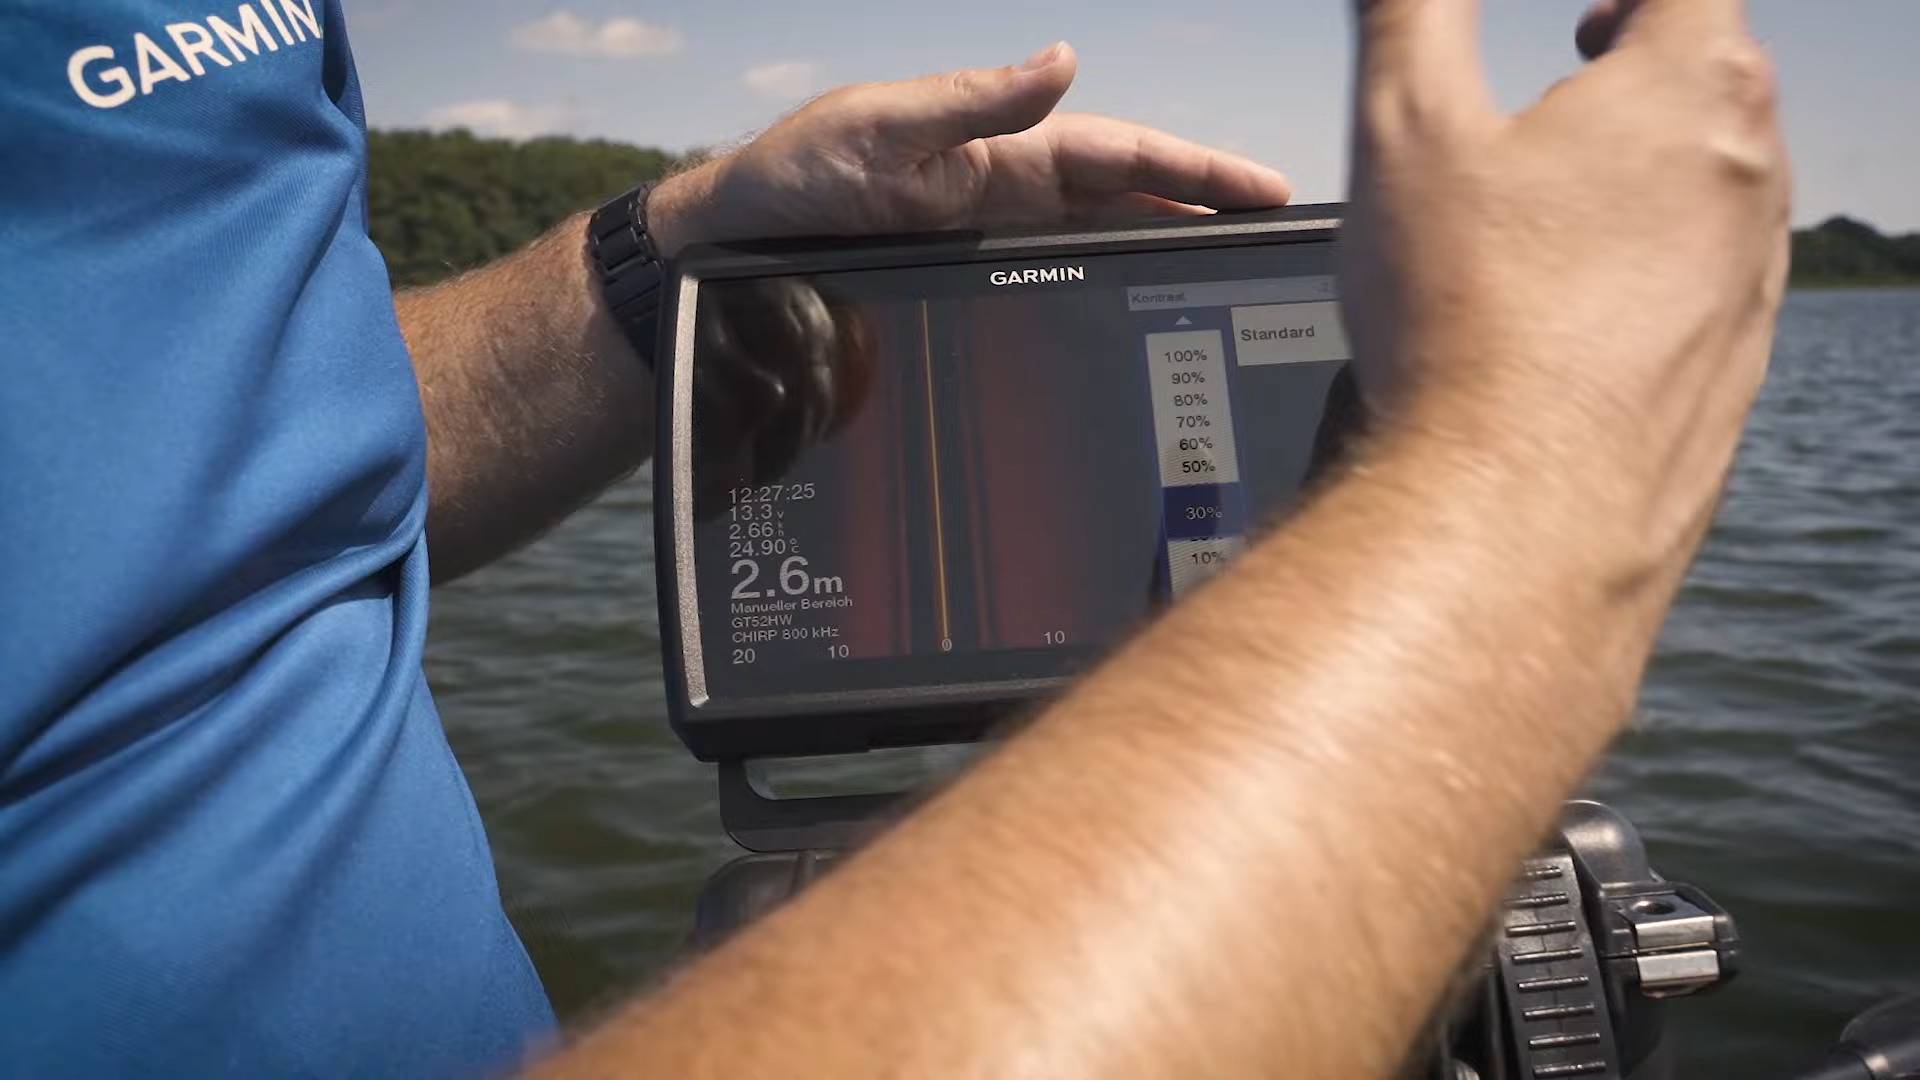 GARMIN
GARMIN
Kontrast
Standard
100%
90%
80%
70%
60%
50%
30%
10%
12:27:25
13.3 v
2.66
24.90 °C
2.6m
Manueller Bereich
GT52HW
CHIRP 800 kHz
20 10 0 10